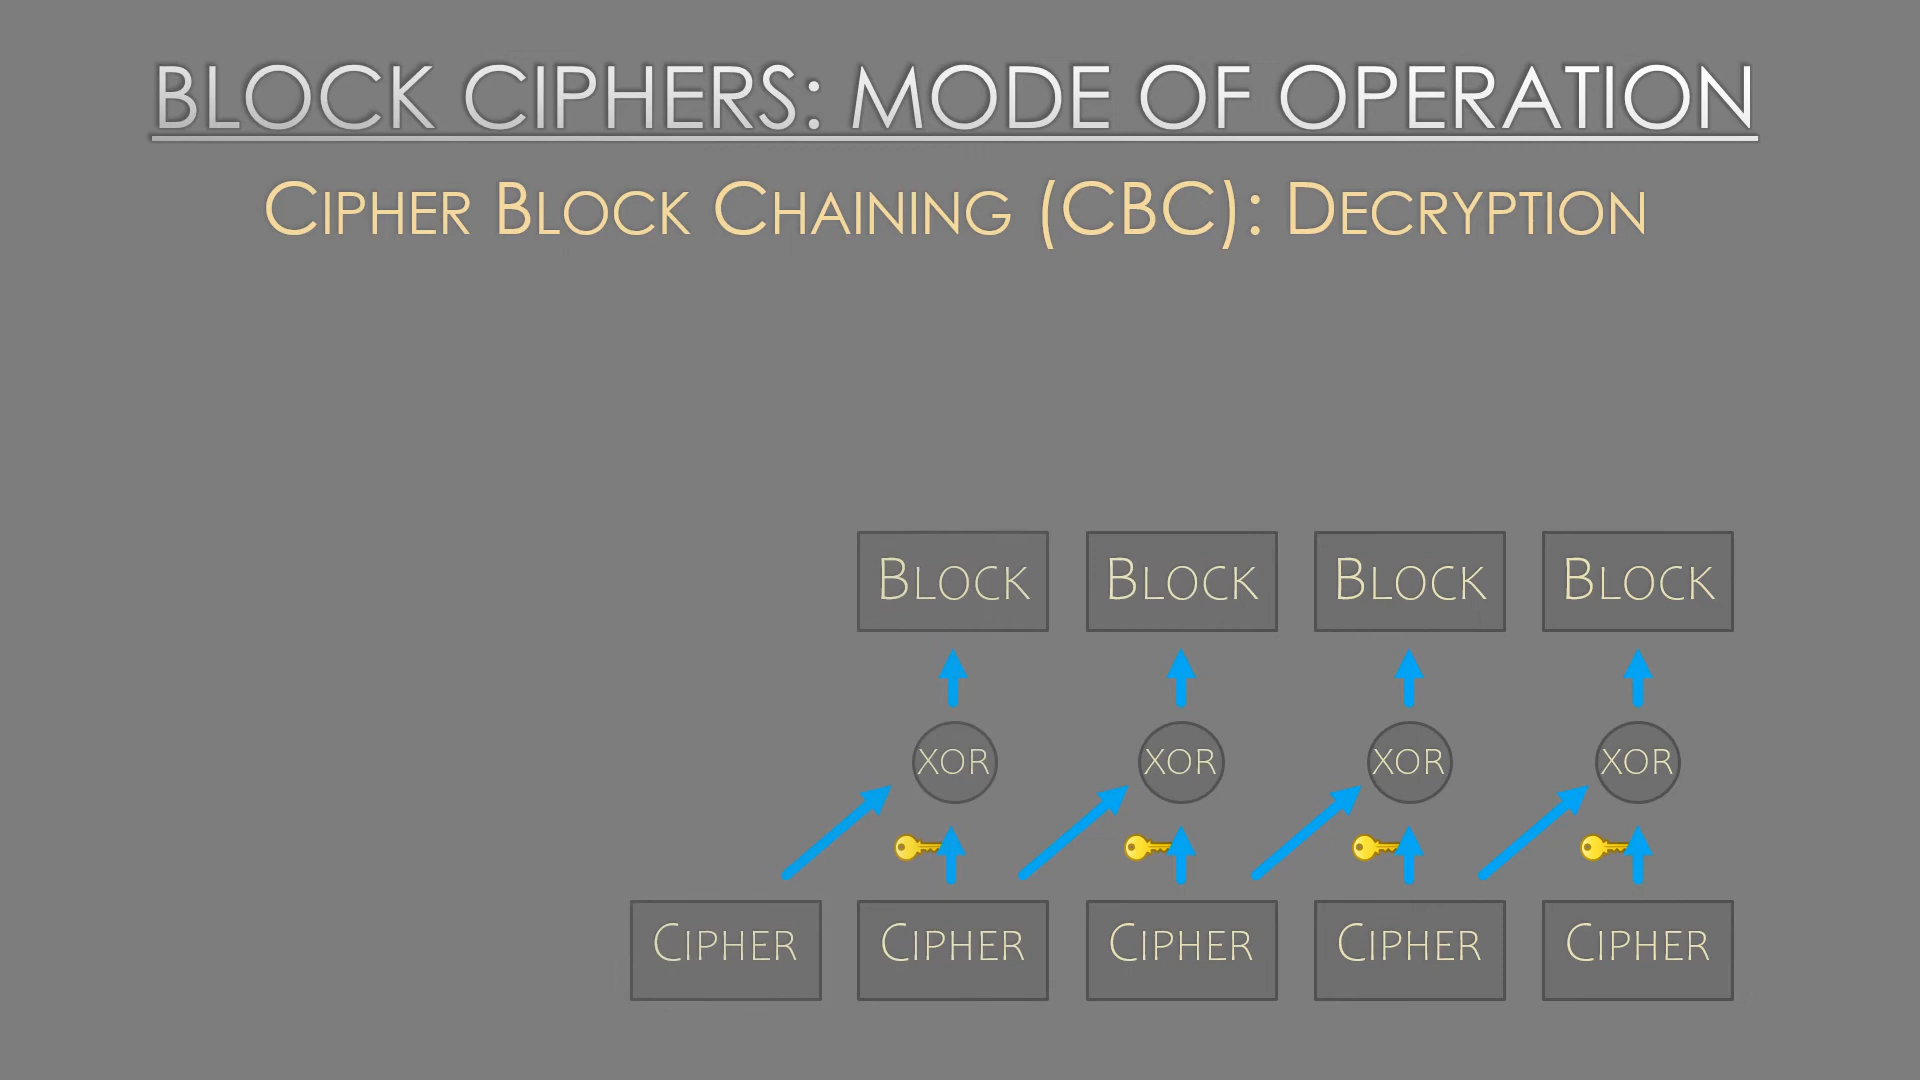 BLOCK CIPHERS: MODE OF OPERATION
CIPHER BLOCK CHAINING (CBC): DECRYPTION
BLOCK BLOCK BLOCK BLOCK
XOR XOR XOR XOR
CIPHER CIPHER CIPHER CIPHER CIPHER